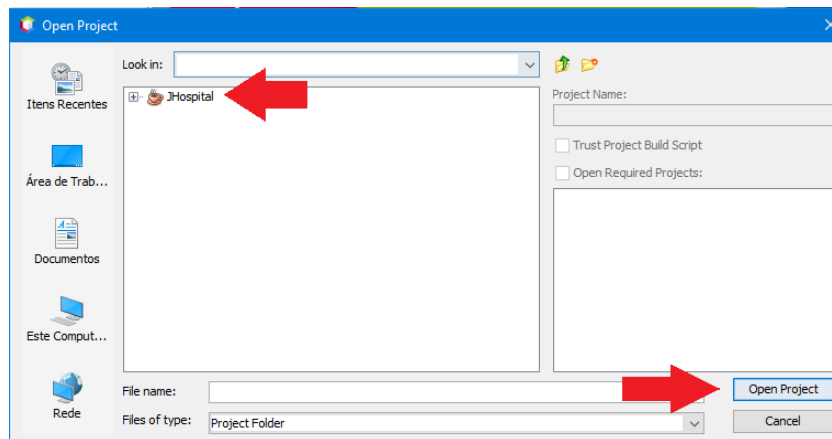 Open Project
Look in:
Itens Recentes
JHospital
Project Name:
Trust Project Build Script
Open Required Projects:
Área de Trab...
Documentos
Este Comput...
Rede
File name:
Open Project
Files of type:
Project Folder
Cancel